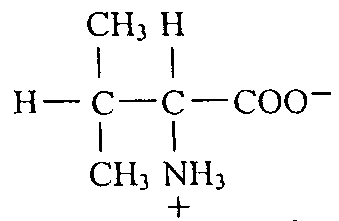 CH₃ H
H—C—C—COO⁻
CH₃ NH₃
+